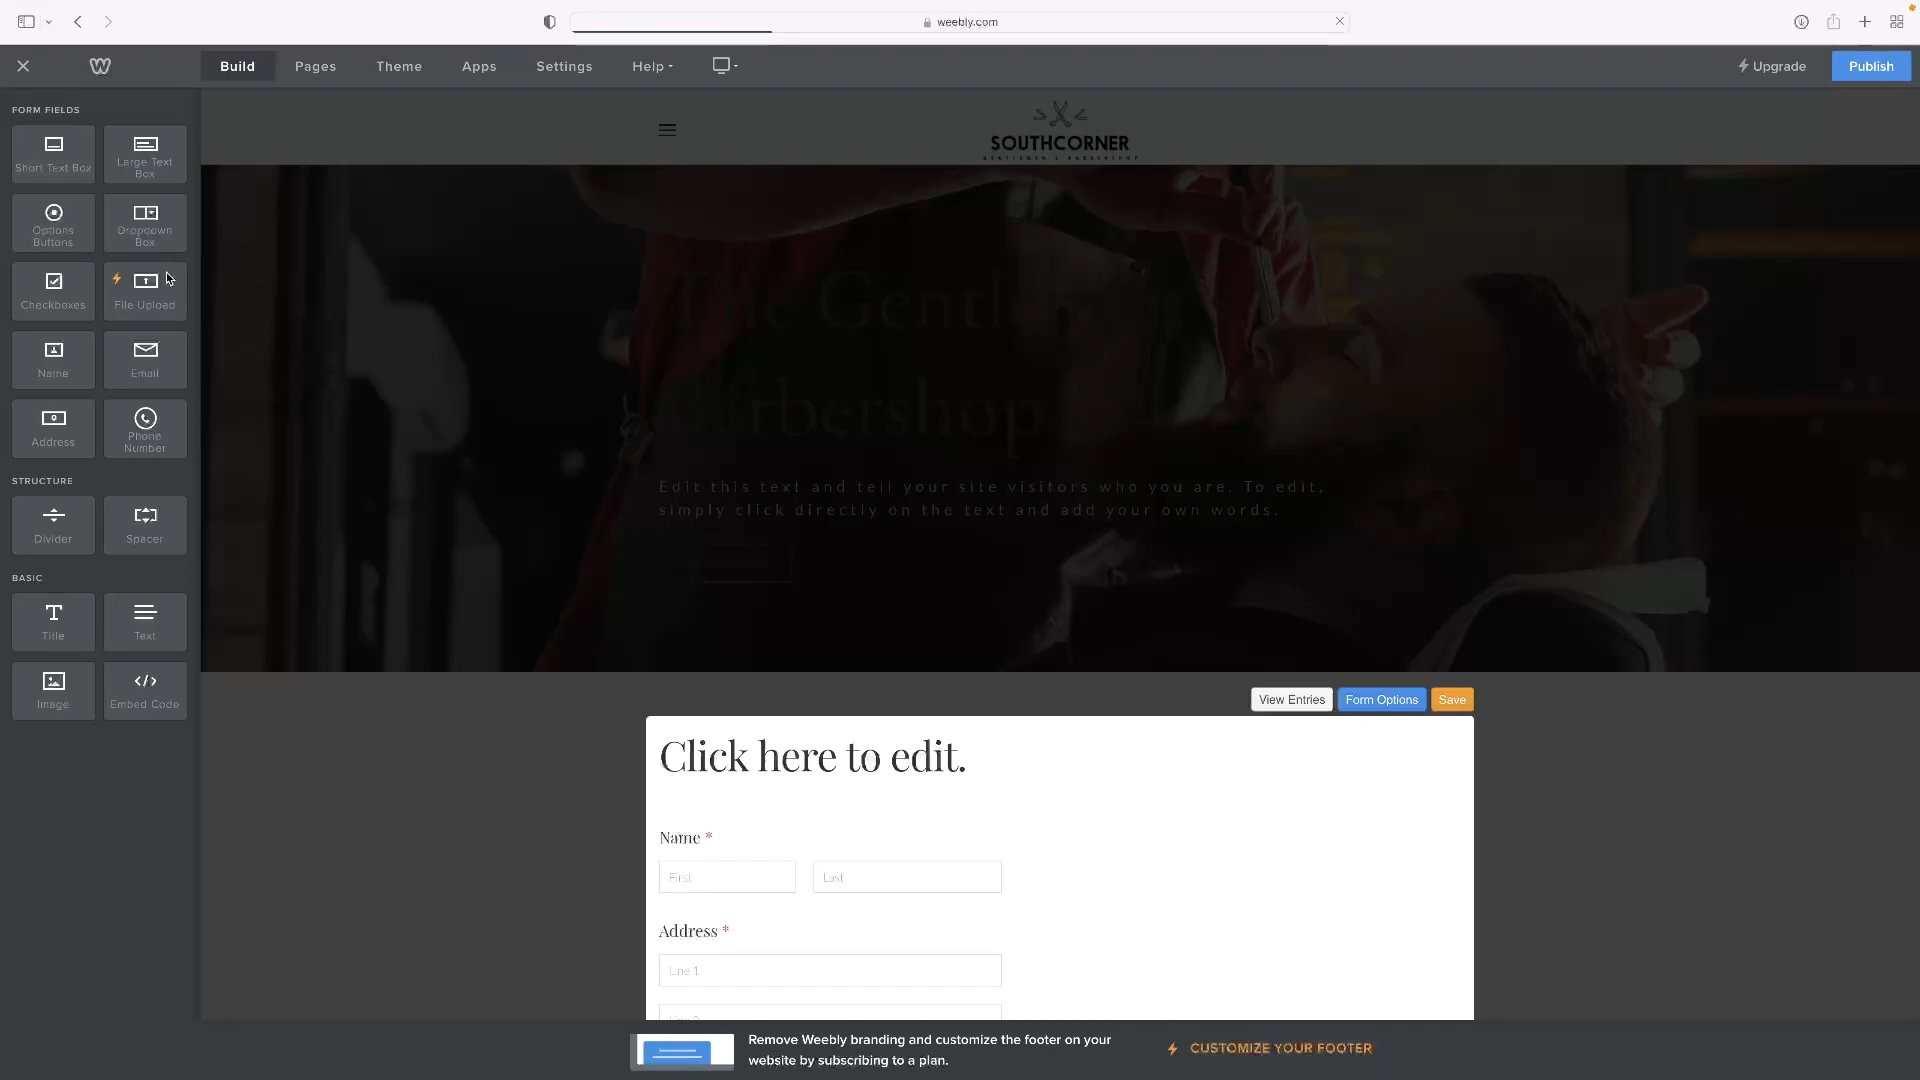 weebly.com
Build
Pages
Theme
Apps
Settings
Help
Upgrade
Publish
FORM FIELDS
Short Text Box
Large Text
Box
Options
Buttons
Dropdown
Box
Checkboxes
File Upload
Name
Email
Address
Phone
Number
STRUCTURE
Divider
Spacer
BASIC
Title
Text
Image
Embed Code
SOUTHCORNER
GENTLEMEN'S BARBERSHOP
The
Barbershop
Edit this text and tell your site visitors who you are. To edit,
simply click directly on the text and add your own words.
View Entries
Form Options
Save
Click here to edit.
Name *
First
Last
Address *
Line 1
Remove Weebly branding and customize the footer on your
website by subscribing to a plan.
CUSTOMIZE YOUR FOOTER